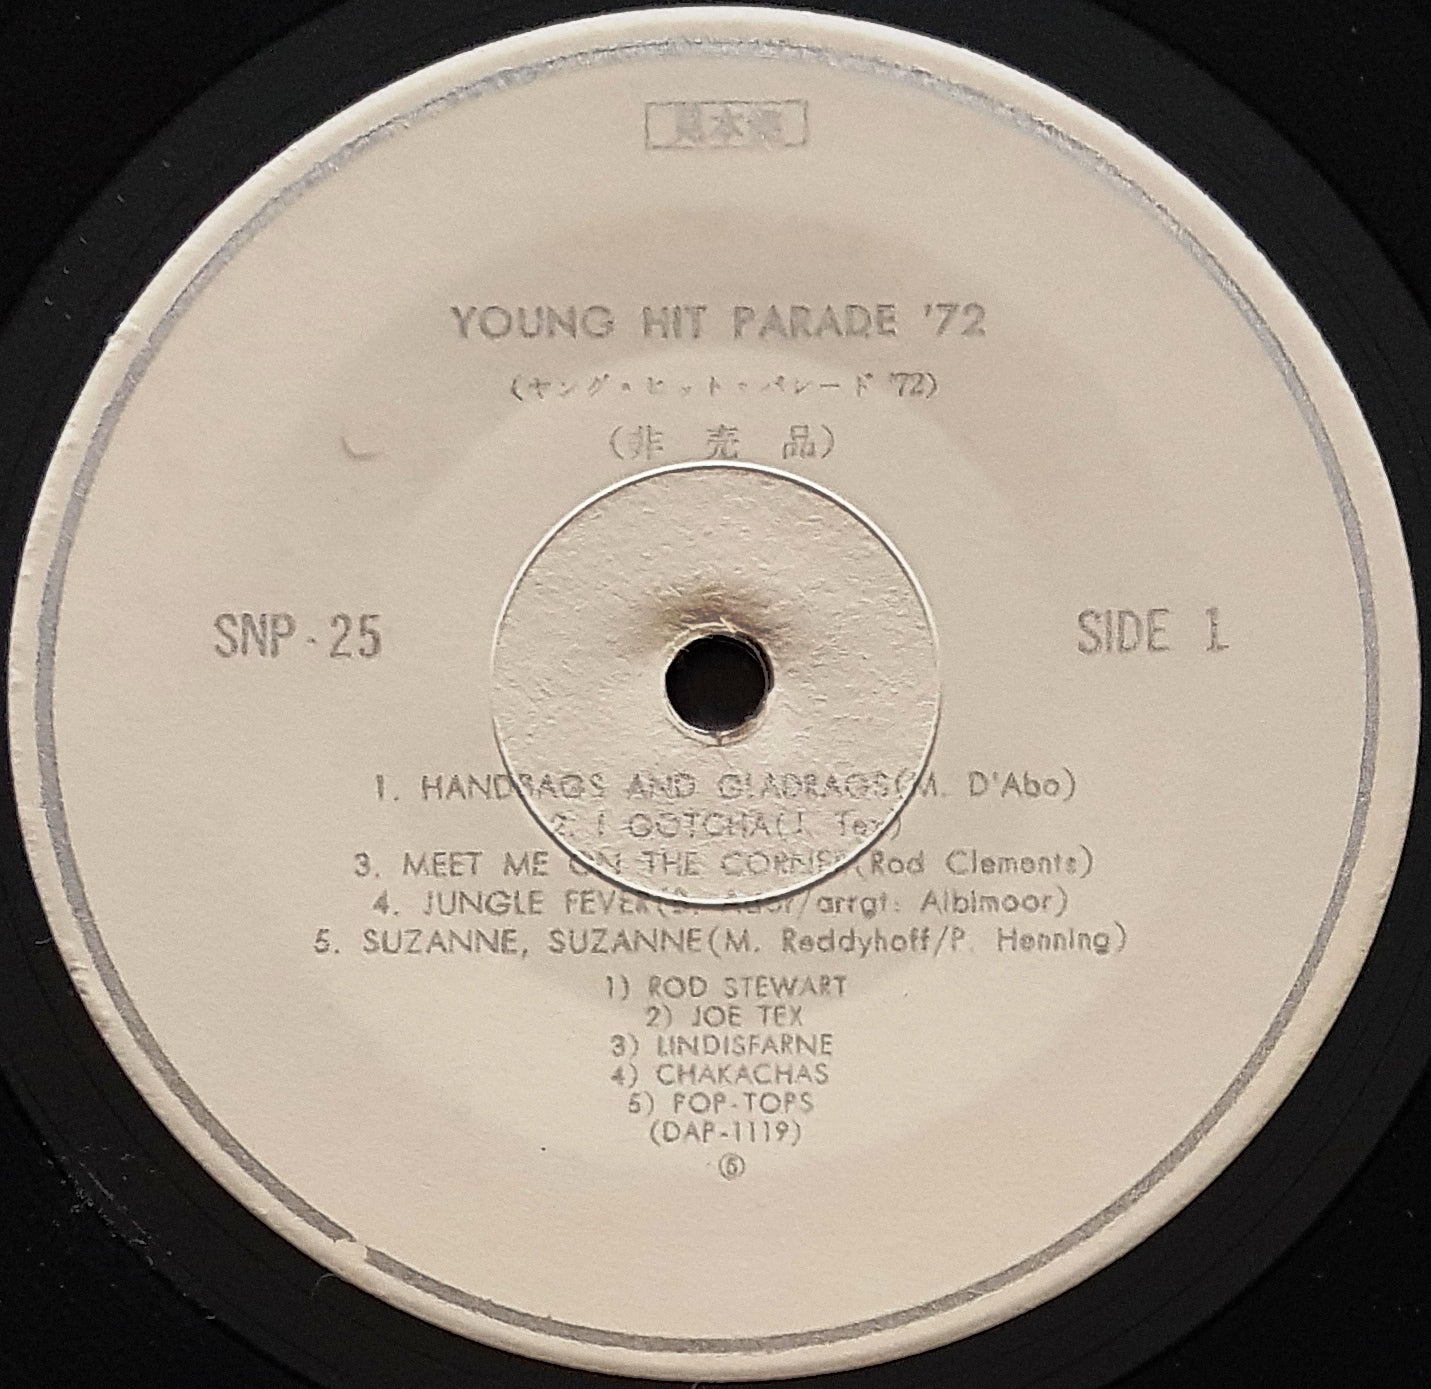 見本盤
YOUNG HIT PARADE '72
(ヤング・ヒット・パレード '72)
(非 売 品)
SNP-25
SIDE 1
1. HANDBAGS AND GLADRAGS(M. D'Abo)
2. I GOTCHA(J. Tex)
3. MEET ME ON THE CORNER(Rod Clements)
4. JUNGLE FEVER(B. Ador/arrgt: Albimoor)
5. SUZANNE, SUZANNE(M. Reddyhoff/P. Henning)
1) ROD STEWART
2) JOE TEX
3) LINDISFARNE
4) CHAKACHAS
5) POP-TOPS
(DAP-1119)